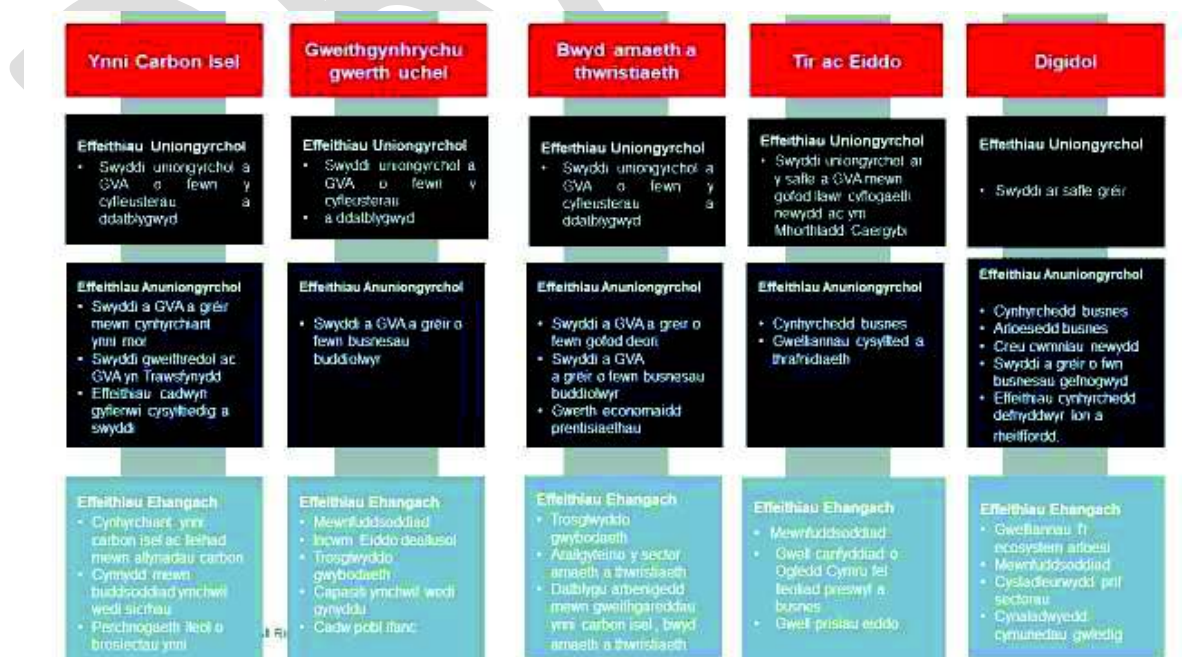 Ynni Carbon Isel
Effeithiau Uniongyrchol
• Swyddi uniongyrchol a
GVA o fewn y
cyfleusterau a
ddatblygwyd
Effeithiau Anuniongyrchol
• Swyddi a GVA a grëir
mewn cynhyrchiant
ynni mor
• Swyddi gweithredol ac
GVA yn Trawsfynydd
• Effeithiau cadwyn
gyflenwi cysylltiedig a
swyddi
Effeithiau Ehangach
• Cynhyrchiant ynni
carbon isel ac lleihad
mewn allynadau carbon
• Cynnydd mewn
buddsoddiad ymchwil
wedi sicrhau
• Perchnogaeth lleol o
brosiectau ynni
Gweithgynhrychu
gwerth uchel
Effeithiau Uniongyrchol
• Swyddi uniongyrchol a
GVA o fewn y
cyfleusterau
• a ddatblygwyd
Effeithiau Anuniongyrchol
• Swyddi a GVA a grëir o
fewn busnesau
buddiolwyr
Effeithiau Ehangach
• Mewnfuddsoddiad
• Incwm Eiddo deallusol
• Trosglwyddo
gwybodaeth
• Capasiti ymchwil wedi
gynyddu
• Cadw pobl ifanc
Bwyd amaeth a
thwristiaeth
Effeithiau Uniongyrchol
• Swyddi uniongyrchol a
GVA o fewn y
cyfleusterau a
ddatblygwyd
Effeithiau Anuniongyrchol
• Swyddi a GVA a greir o
fewn gofod deori
• Swyddi a GVA
a grëir o fewn busnesau
buddiolwyr
• Gwerth economaidd
prentisiaethau
Effeithiau Ehangach
• Trosglwyddo
gwybodaeth
• Arallgyfeirio y sector
amaeth a thwristiaeth
• Datblygu arbenigedd
mewn gweithgareddau
ynni carbon isel , bwyd
amaeth a thwristiaeth
Tir ac Eiddo
Effeithiau Uniongyrchol
• Swyddi uniongyrchol ar
y safle a GVA mewn
gofod llawr cyflogaeth
newydd ac ym
Mhorthladd Caergybi
Effeithiau Anuniongyrchol
• Cynhyrchedd busnes
• Gwelliannau cysyllted a
thrafnidiaeth
Effeithiau Ehangach
• Mewnfuddsoddiad
• Gwell canfyddiad o
Ogledd Cymru fel
lleoliad preswyl a
busnes
• Gwell prisiau eiddo
Digidol
Effeithiau Uniongyrchol
• Swyddi ar safle grëir
Effeithiau Anuniongyrchol
• Cynhyrchedd busnes
• Arloesedd busnes
• Creu cwmniau newydd
• Swyddi a grëir o fwn
busnesau gefnogwyd
• Effeithiau cynhyrchedd
defnyddwyr lon a
rheilffordd.
Effeithiau Ehangach
• Gwelliannau i'r
ecosystem arloesi
• Mewnfuddsoddiad
• Cystadleurwydd prif
sectorau
• Cynaladwyedd
cymunedau gwledig